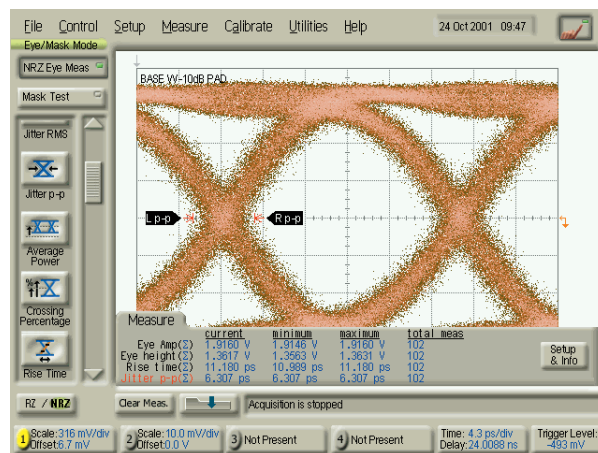 File Control Setup Measure Calibrate Utilities Help 24 Oct 2001 09:47
Eye/Mask Mode
NRZ Eye Meas
Mask Test
Jitter RMS
Jitter p-p
Average
Power
Crossing
Percentage
Rise Time
RZ / NRZ
BASE W-10dB PAD
L p-p
R p-p
Measure
current minimum maximum total meas
Eye Amp(Σ) 1.9160 V 1.9146 V 1.9160 V 102
Eye height(Σ) 1.3617 V 1.3563 V 1.3631 V 102
Rise time(Σ) 11.180 ps 10.989 ps 11.180 ps 102
Jitter p-p(Σ) 6.307 ps 6.307 ps 6.307 ps 102
Setup
& Info
Clear Meas.
Acquisition is stopped
1 Scale:316 mV/div
Offset:6.7 mV
2 Scale:10.0 mV/div
Offset:0.0 V
3 Not Present
4 Not Present
Time: 4.3 ps/div
Delay:24.0088 ns
Trigger Level:
-493 mV